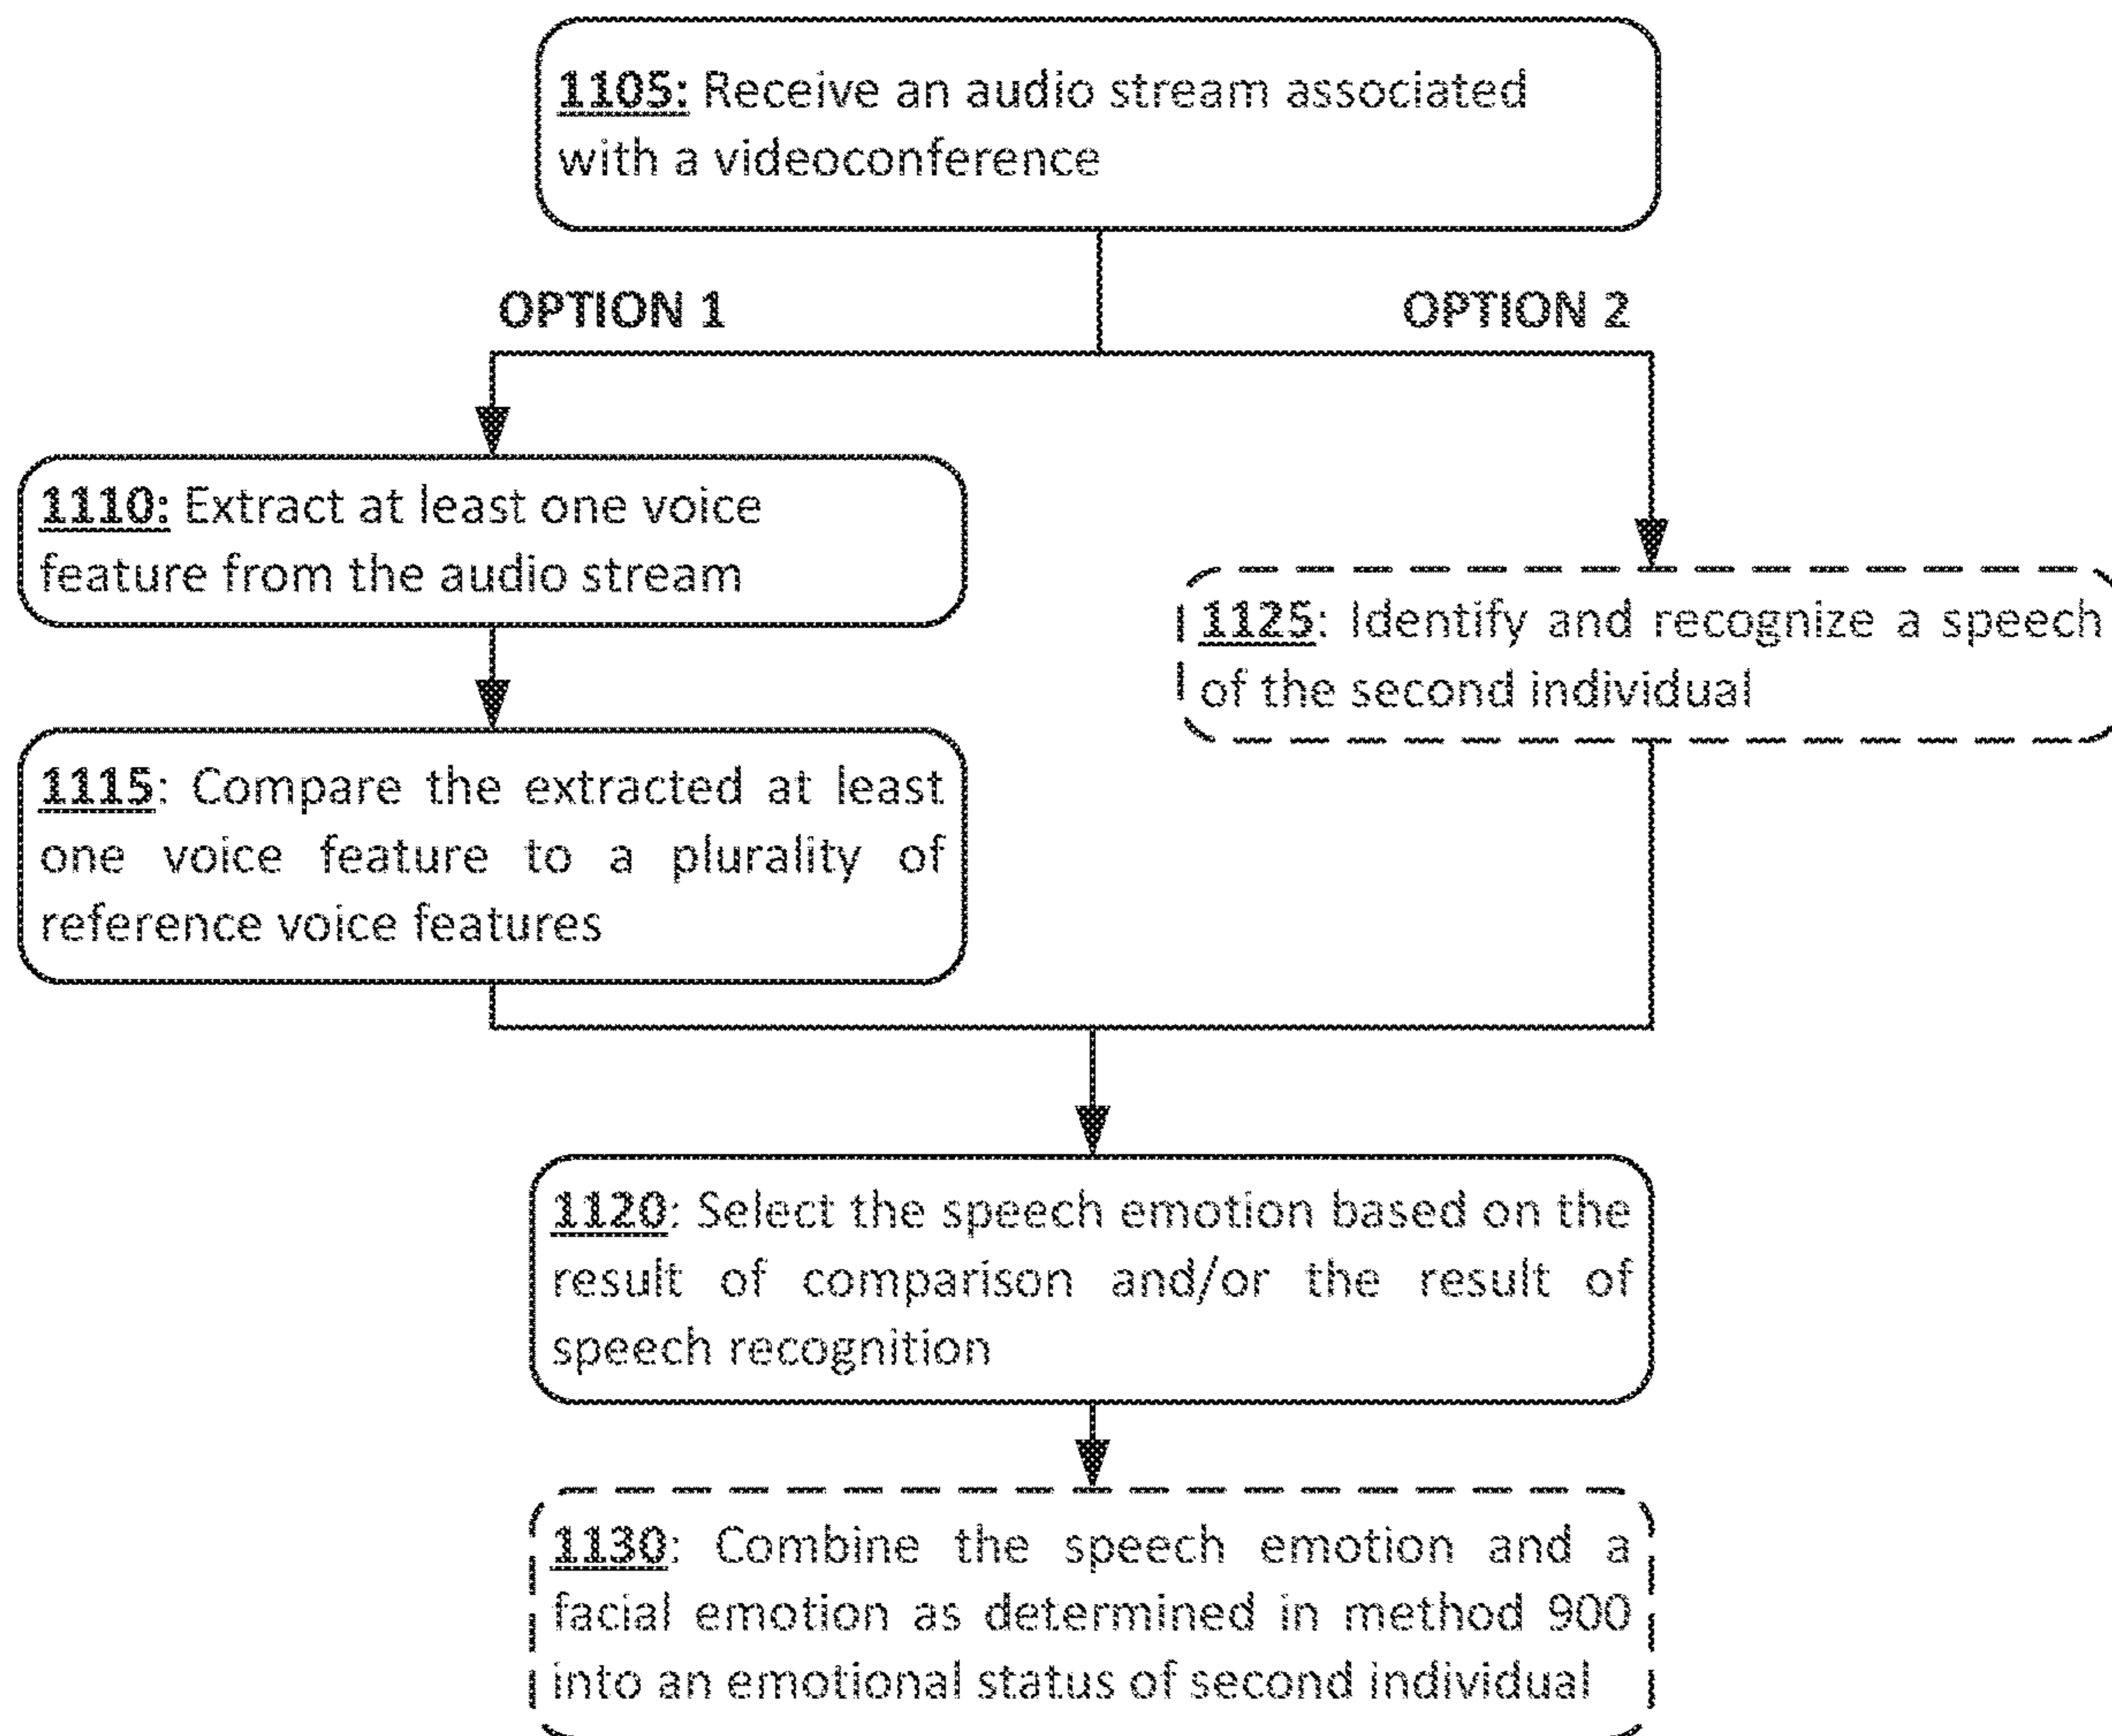 1105: Receive an audio stream associated
with a videoconference
OPTION 1
OPTION 2
1110: Extract at least one voice
feature from the audio stream
1125: Identify and recognize a speech
of the second individual
1115: Compare the extracted at least
one voice feature to a plurality of
reference voice features
1120: Select the speech emotion based on the
result of comparison and/or the result of
speech recognition
1130: Combine the speech emotion and a
facial emotion as determined in method 900
into an emotional status of second individual